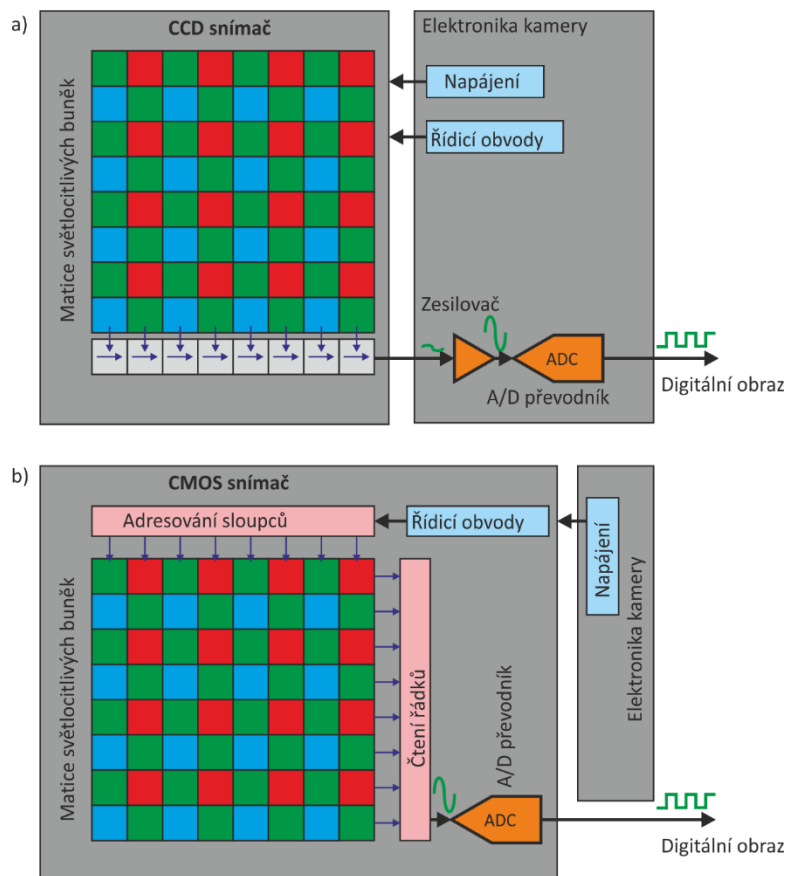 a)
CCD snímač
Elektronika kamery
Matice světlocitlivých buněk
Napájení
Řídicí obvody
Zesilovač
ADC
A/D převodník
Digitální obraz
b)
CMOS snímač
Adresování sloupců
Řídicí obvody
Napájení
Elektronika kamery
Matice světlocitlivých buněk
Čtení řádků
A/D převodník
ADC
Digitální obraz